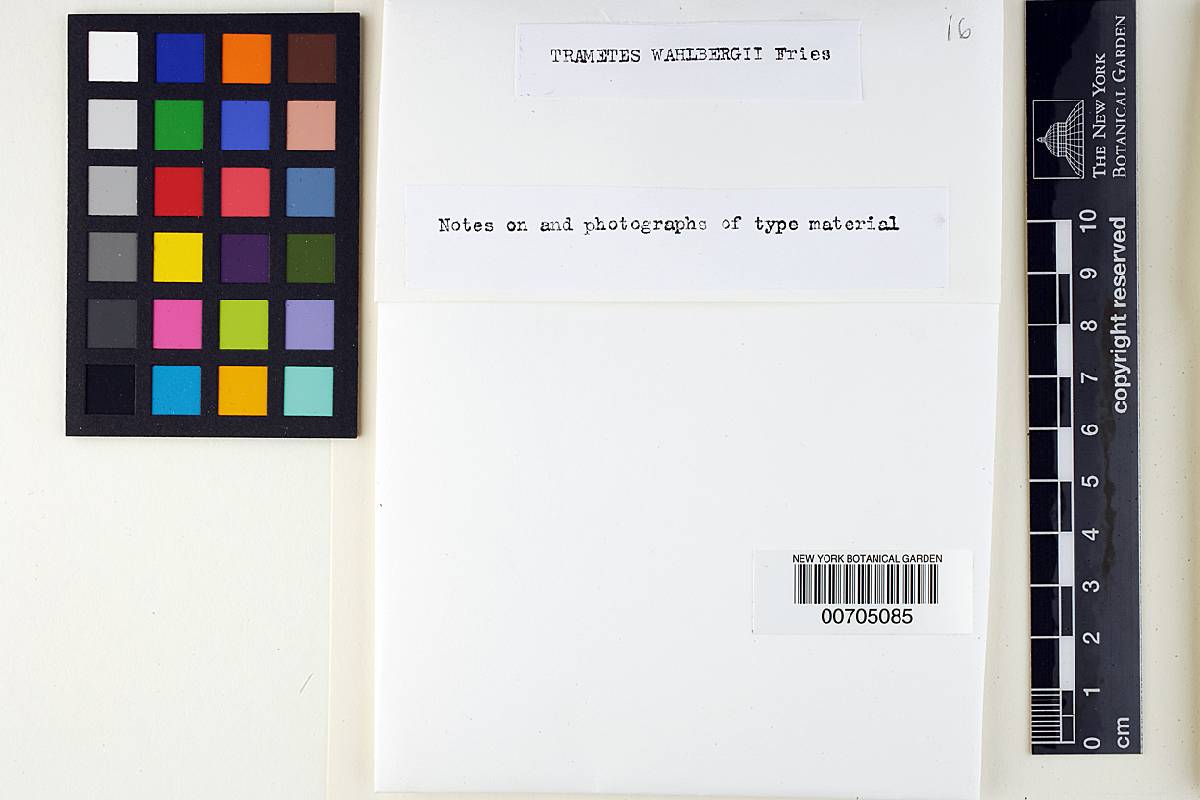 16
TRAMETES WAHLBERGII Fries
Notes on and photographs of type material
NEW YORK BOTANICAL GARDEN
00705085
THE NEW YORK
BOTANICAL GARDEN
copyright reserved
10
9
8
7
6
5
4
3
2
1
0
cm